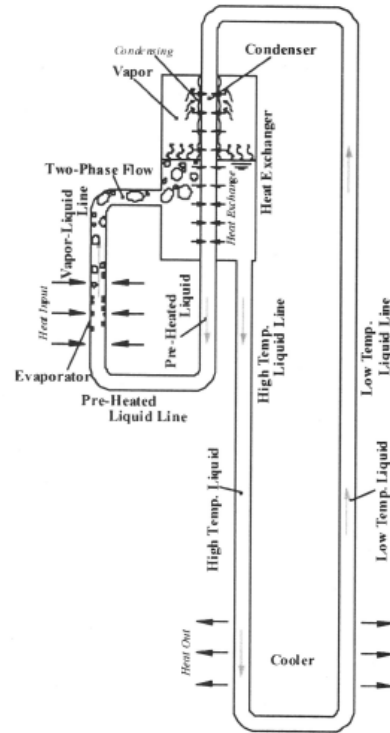 Condensing
Condenser
Vapor
Heat Exchanger
Two-Phase Flow
Vapor-Liquid
Line
Heat Exchange
Heat Input
Pre-Heated
Liquid
Evaporator
Pre-Heated
Liquid Line
High Temp.
Liquid Line
Low Temp.
Liquid Line
High Temp. Liquid
Low Temp. Liquid
Heat Out
Cooler